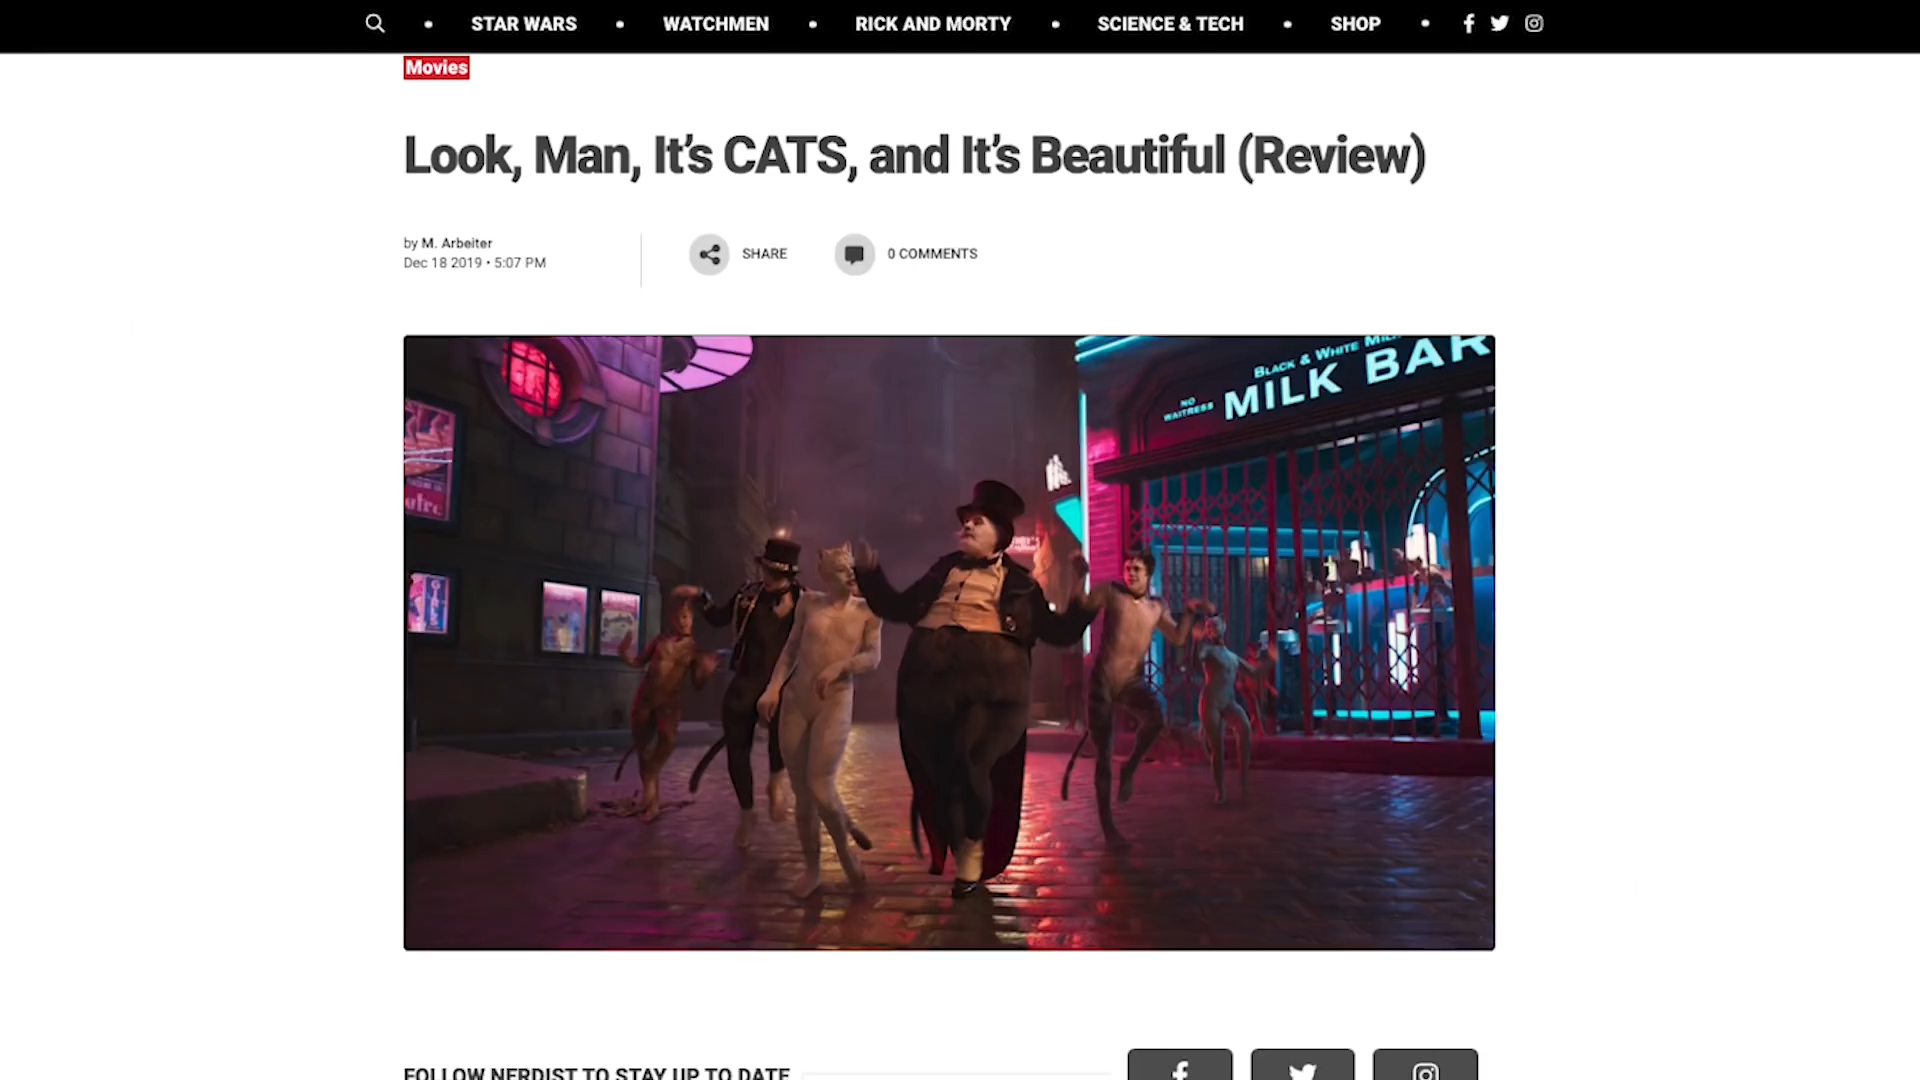 STAR WARS • WATCHMEN • RICK AND MORTY • SCIENCE & TECH • SHOP •
Movies
Look, Man, It's CATS, and It's Beautiful (Review)
by M. Arbeiter
Dec 18 2019 • 5:07 PM
SHARE
0 COMMENTS
BLACK & WHITE
MILK BAR
NO
WAITRESS
GIRLS
FOLLOW NERDIST TO STAY UP TO DATE